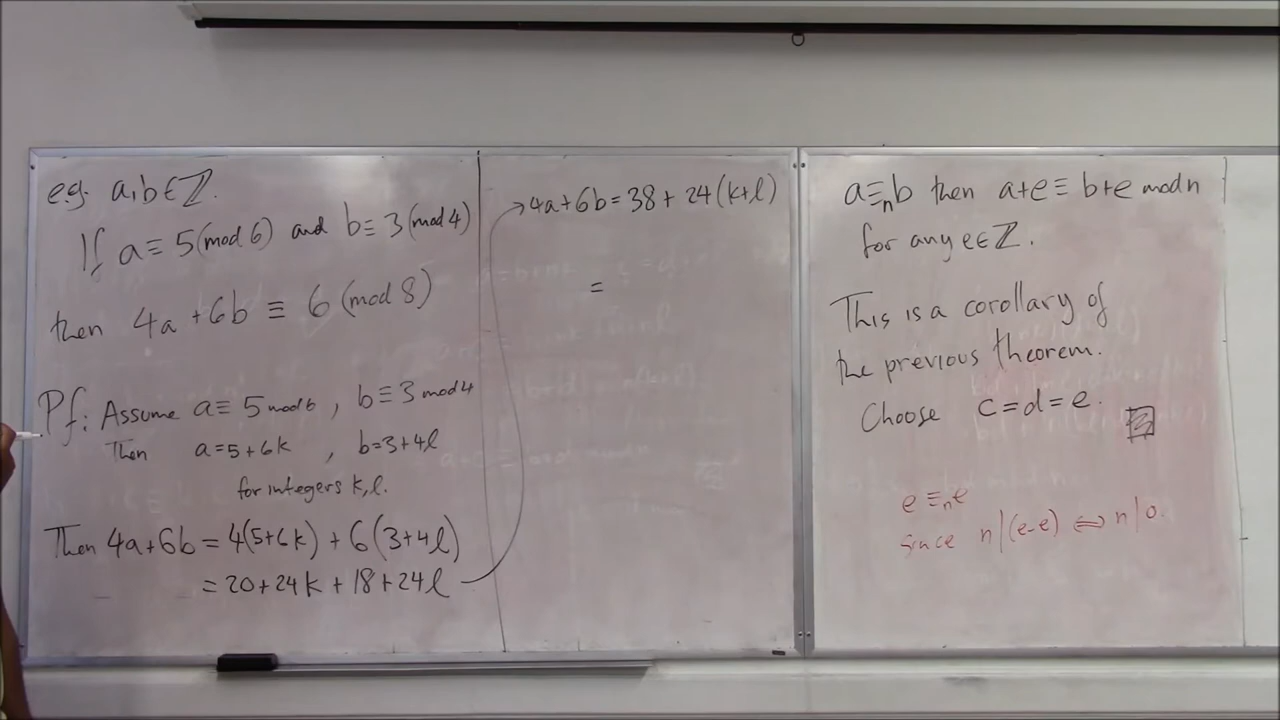 e.g. a,b∈ℤ.
If a≡5(mod 6) and b≡3(mod 4)
then 4a+6b ≡ 6 (mod 8)
Pf: Assume a≡5 mod 6, b≡3 mod 4
Then a=5+6k, b=3+4l
for integers k,l.
Then 4a+6b = 4(5+6k) + 6(3+4l)
= 20+24k+18+24l
4a+6b=38+24(k+l)
=
a≡ₙb then a+e≡b+e mod n
for any e∈ℤ.
This is a corollary of
the previous theorem.
Choose c=d=e.
e≡ₙe
since n|(e-e) ⇔ n|0.